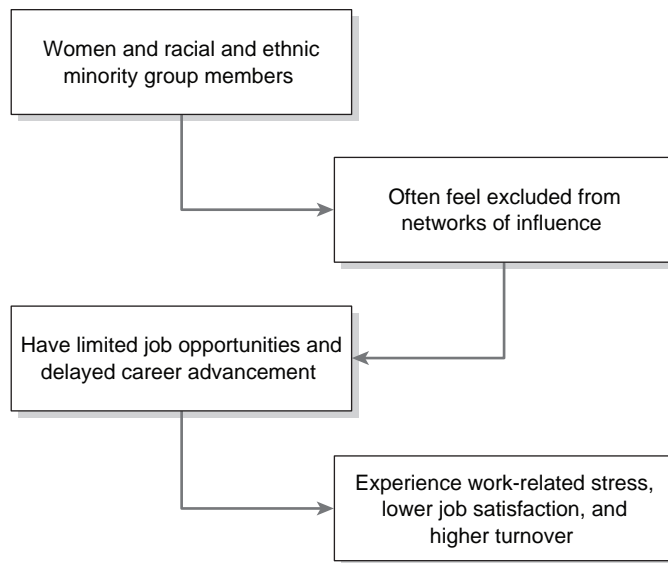 Women and racial and ethnic
minority group members
Often feel excluded from
networks of influence
Have limited job opportunities and
delayed career advancement
Experience work-related stress,
lower job satisfaction, and
higher turnover